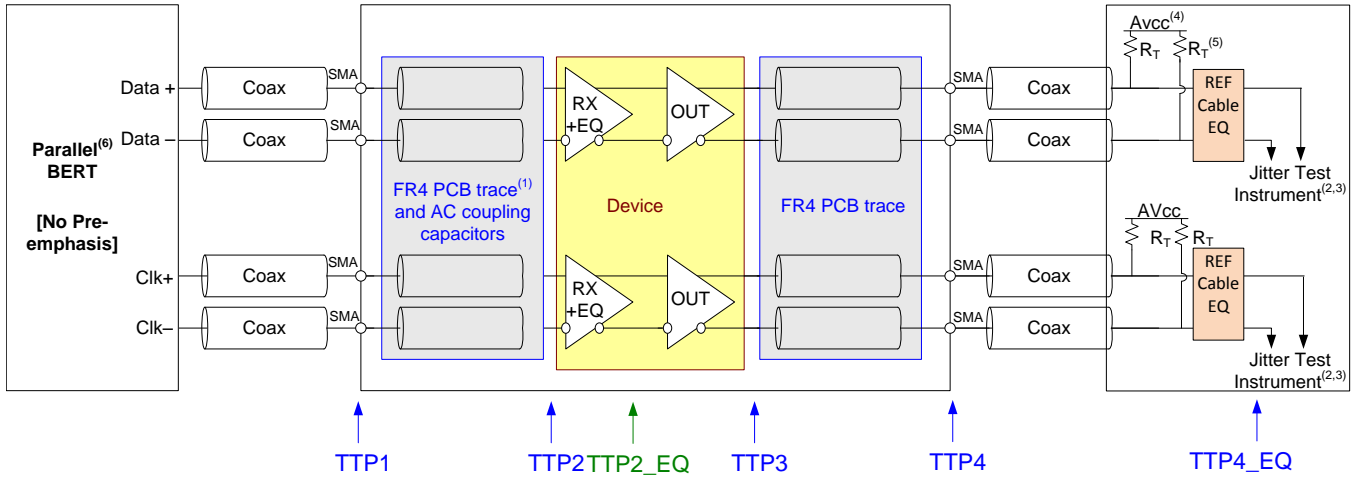 Parallel(6)
BERT
[No Pre-
emphasis]
Data +
Data −
Clk+
Clk−
Coax
Coax
Coax
Coax
SMA
SMA
SMA
SMA
FR4 PCB trace(1)
and AC coupling
capacitors
RX
+EQ
OUT
Device
RX
+EQ
OUT
FR4 PCB trace
SMA
SMA
SMA
SMA
Coax
Coax
Coax
Coax
Avcc(4)
RT
RT(5)
REF
Cable
EQ
Jitter Test
Instrument(2,3)
AVcc
RT
RT
REF
Cable
EQ
Jitter Test
Instrument(2,3)
TTP1
TTP2
TTP2_EQ
TTP3
TTP4
TTP4_EQ